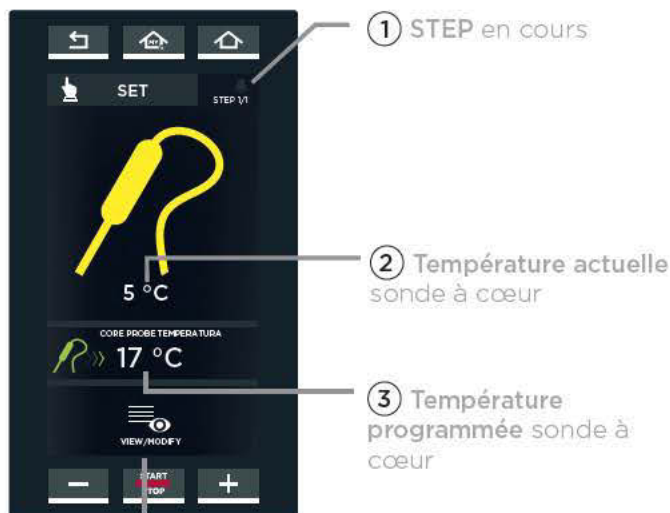 MY
1 STEP en cours
SET
STEP 1/1
5 °C
2 Température actuelle
sonde à cœur
CORE PROBE TEMPERATURA
17 °C
3 Température
programmée sonde à
cœur
VIEW/MODIFY
START
STOP